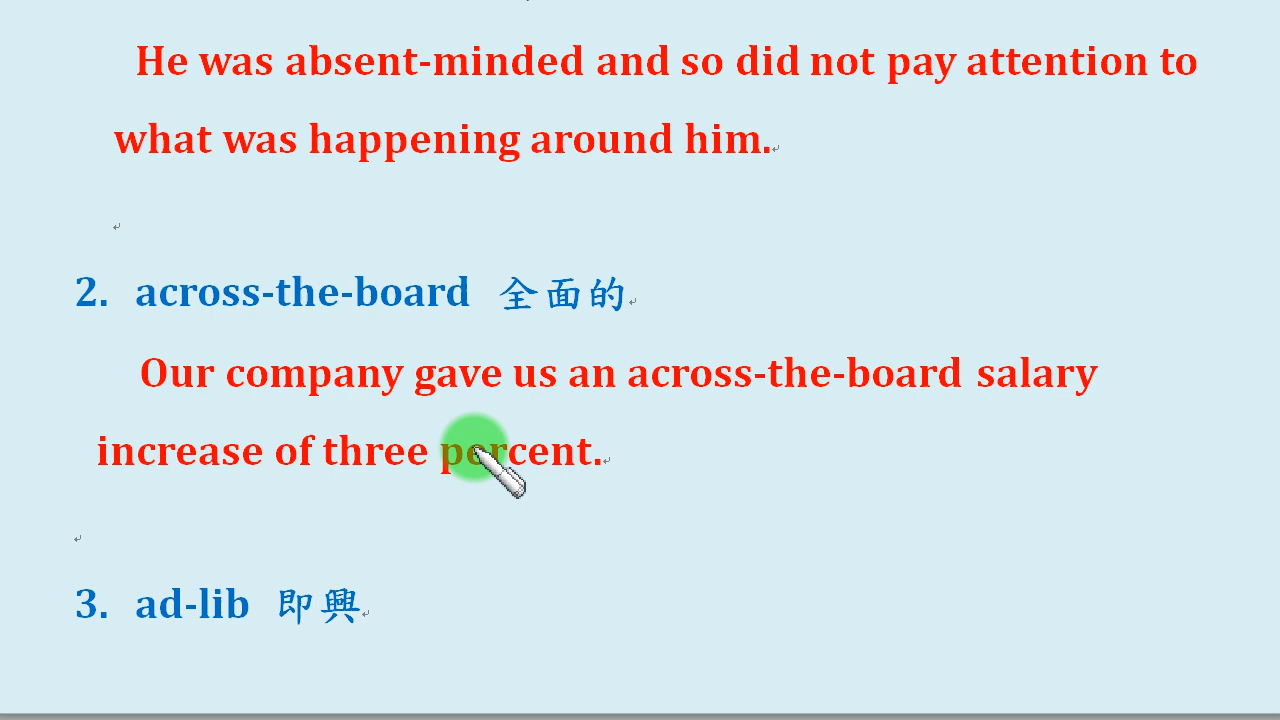 He was absent-minded and so did not pay attention to
what was happening around him.
2. across-the-board 全面的
Our company gave us an across-the-board salary
increase of three percent.
3. ad-lib 即興